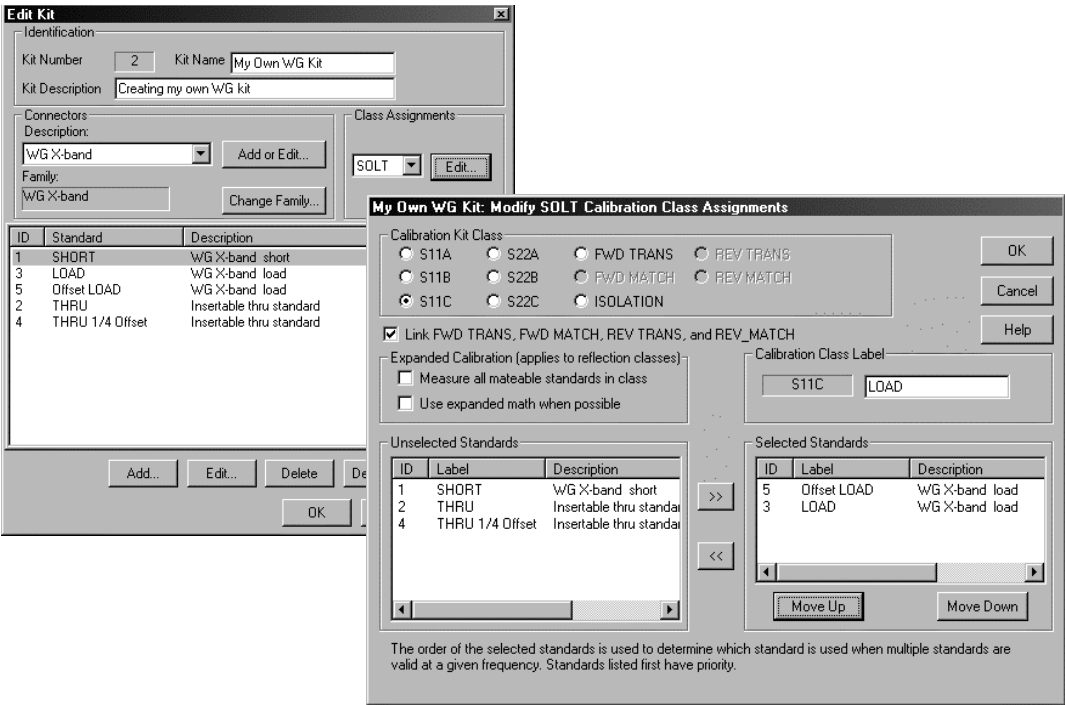 Edit Kit
Identification
Kit Number 2 Kit Name My Own WG Kit
Kit Description Creating my own WG kit
Connectors
Description:
WG X-band Add or Edit...
Family:
WG X-band Change Family...
Class Assignments
SOLT Edit...
ID Standard Description
1 SHORT WG X-band short
3 LOAD WG X-band load
5 Offset LOAD WG X-band load
2 THRU Insertable thru standard
4 THRU 1/4 Offset Insertable thru standard
Add... Edit... Delete De
OK
My Own WG Kit: Modify SOLT Calibration Class Assignments
Calibration Kit Class
S11A S22A FWD TRANS REV TRANS
S11B S22B FWD MATCH REV MATCH
S11C S22C ISOLATION
OK
Cancel
Help
Link FWD TRANS, FWD MATCH, REV TRANS, and REV_MATCH
Expanded Calibration (applies to reflection classes)
Measure all mateable standards in class
Use expanded math when possible
Calibration Class Label
S11C LOAD
Unselected Standards
ID Label Description
1 SHORT WG X-band short
2 THRU Insertable thru standar
4 THRU 1/4 Offset Insertable thru standar
>>
<<
Selected Standards
ID Label Description
5 Offset LOAD WG X-band load
3 LOAD WG X-band load
Move Up Move Down
The order of the selected standards is used to determine which standard is used when multiple standards are
valid at a given frequency. Standards listed first have priority.